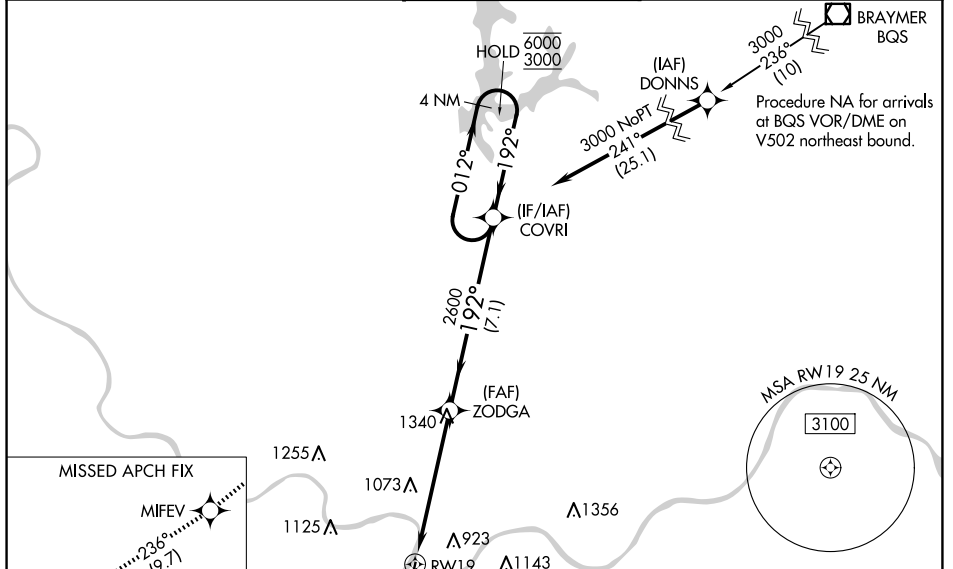 BRAYMER
BQS
3000
236°
(10)
HOLD 6000
3000
4 NM
(IAF)
DONNS
Procedure NA for arrivals
at BQS VOR/DME on
V502 northeast bound.
3000 NoPT
241°
(25.1)
012°
192°
(IF/IAF)
COVRI
2600
192°
(7.1)
(FAF)
ZODGA
1340
MSA RW19 25 NM
3100
1255
1073
1125
1356
923
1143
RW19
MISSED APCH FIX
MIFEV
236°
(9.7)